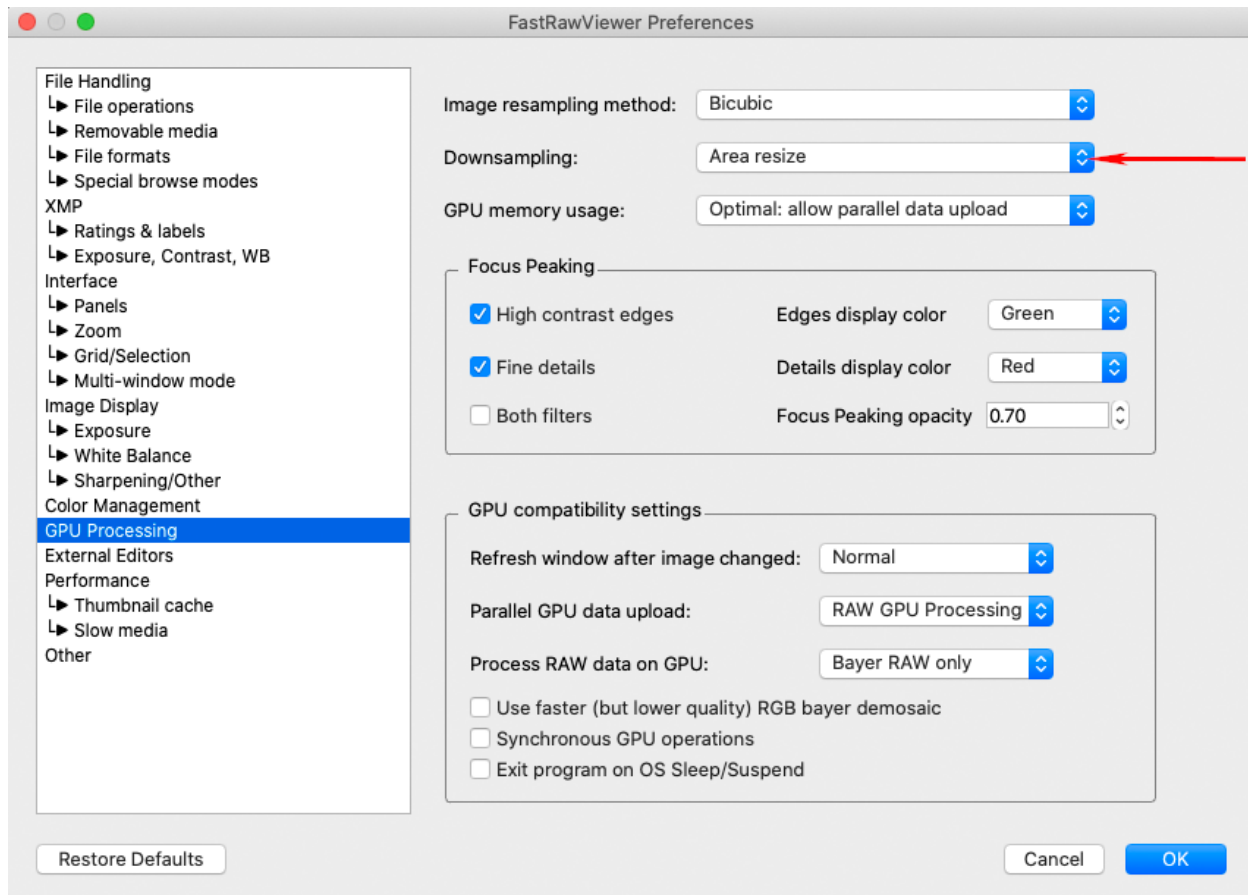 FastRawViewer Preferences
File Handling
File operations
Removable media
File formats
Special browse modes
XMP
Ratings & labels
Exposure, Contrast, WB
Interface
Panels
Zoom
Grid/Selection
Multi-window mode
Image Display
Exposure
White Balance
Sharpening/Other
Color Management
GPU Processing
External Editors
Performance
Thumbnail cache
Slow media
Other
Image resampling method: Bicubic
Downsampling: Area resize
GPU memory usage: Optimal: allow parallel data upload
Focus Peaking
High contrast edges Edges display color Green
Fine details Details display color Red
Both filters Focus Peaking opacity 0.70
GPU compatibility settings
Refresh window after image changed: Normal
Parallel GPU data upload: RAW GPU Processing
Process RAW data on GPU: Bayer RAW only
Use faster (but lower quality) RGB bayer demosaic
Synchronous GPU operations
Exit program on OS Sleep/Suspend
Restore Defaults Cancel OK